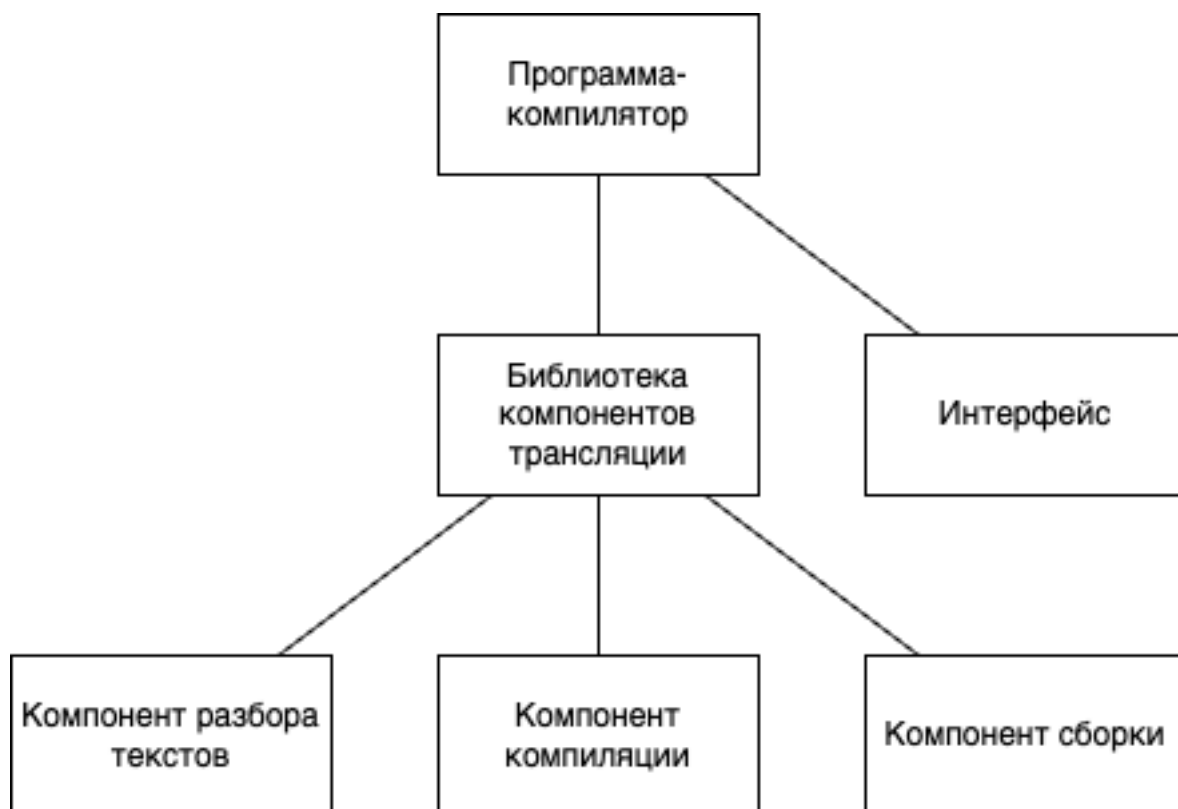 Программа-
компилятор
Библиотека
компонентов
трансляции
Интерфейс
Компонент разбора
текстов
Компонент
компиляции
Компонент сборки